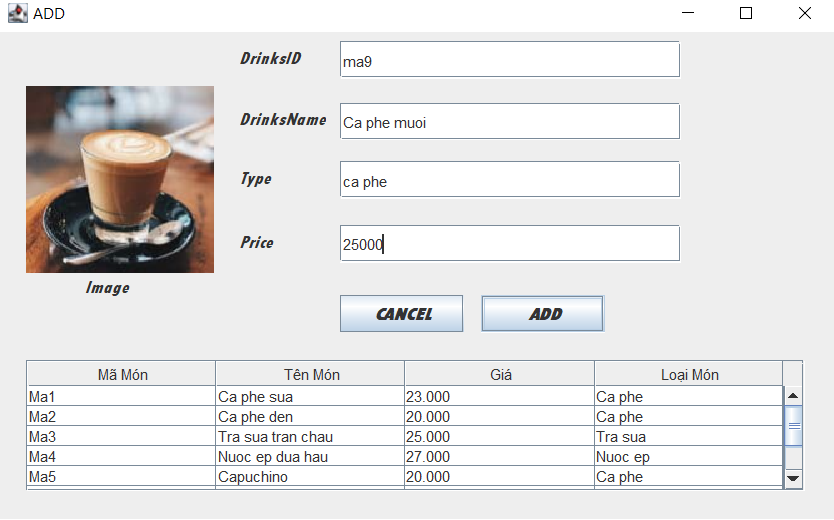 ADD
DrinksID ma9
DrinksName Ca phe muoi
Type ca phe
Price 25000
Image
CANCEL ADD
Mã Món Tên Món Giá Loại Món
Ma1 Ca phe sua 23.000 Ca phe
Ma2 Ca phe den 20.000 Ca phe
Ma3 Tra sua tran chau 25.000 Tra sua
Ma4 Nuoc ep dua hau 27.000 Nuoc ep
Ma5 Capuchino 20.000 Ca phe